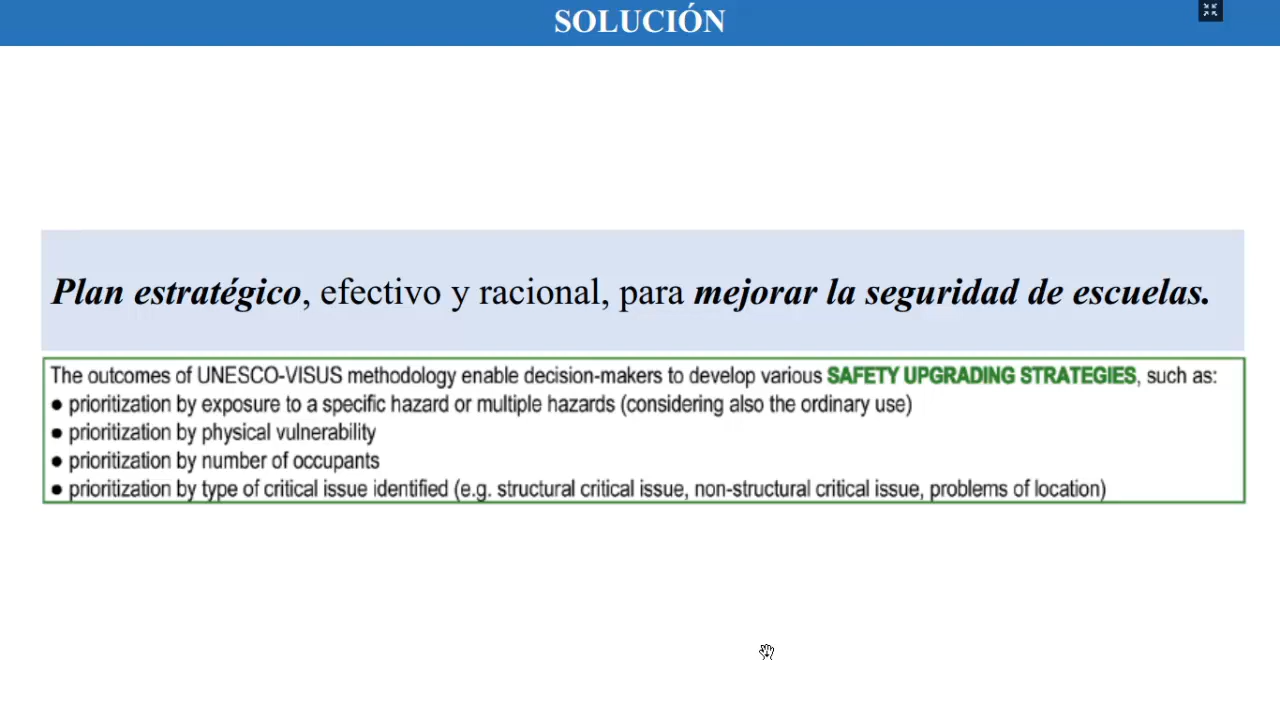 SOLUCIÓN
Plan estratégico, efectivo y racional, para mejorar la seguridad de escuelas.
The outcomes of UNESCO-VISUS methodology enable decision-makers to develop various SAFETY UPGRADING STRATEGIES, such as:
● prioritization by exposure to a specific hazard or multiple hazards (considering also the ordinary use)
● prioritization by physical vulnerability
● prioritization by number of occupants
● prioritization by type of critical issue identified (e.g. structural critical issue, non-structural critical issue, problems of location)